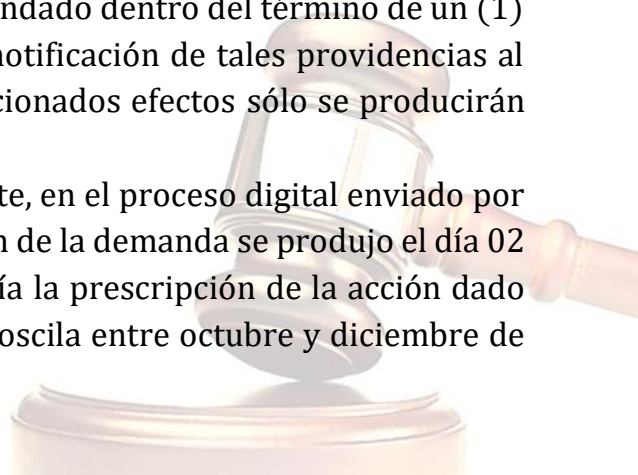 ndado dentro del término de un (1)
notificación de tales providencias al
cionados efectos sólo se producirán
te, en el proceso digital enviado por
n de la demanda se produjo el día 02
ía la prescripción de la acción dado
oscila entre octubre y diciembre de